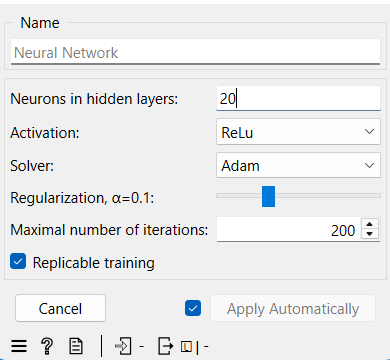 Name
Neural Network
Neurons in hidden layers: 20
Activation: ReLu
Solver: Adam
Regularization, α=0.1:
Maximal number of iterations: 200
Replicable training
Cancel Apply Automatically
? - | -